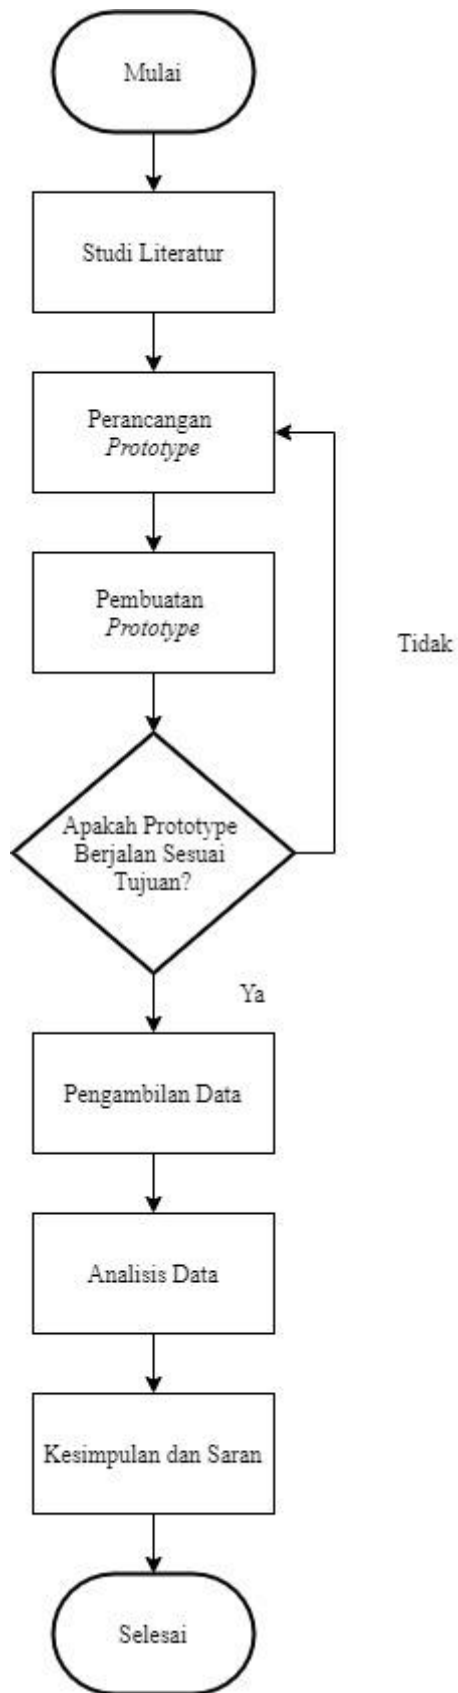 Mulai
Studi Literatur
Perancangan
Prototype
Pembuatan
Prototype
Tidak
Apakah Prototype
Berjalan Sesuai
Tujuan?
Ya
Pengambilan Data
Analisis Data
Kesimpulan dan Saran
Selesai